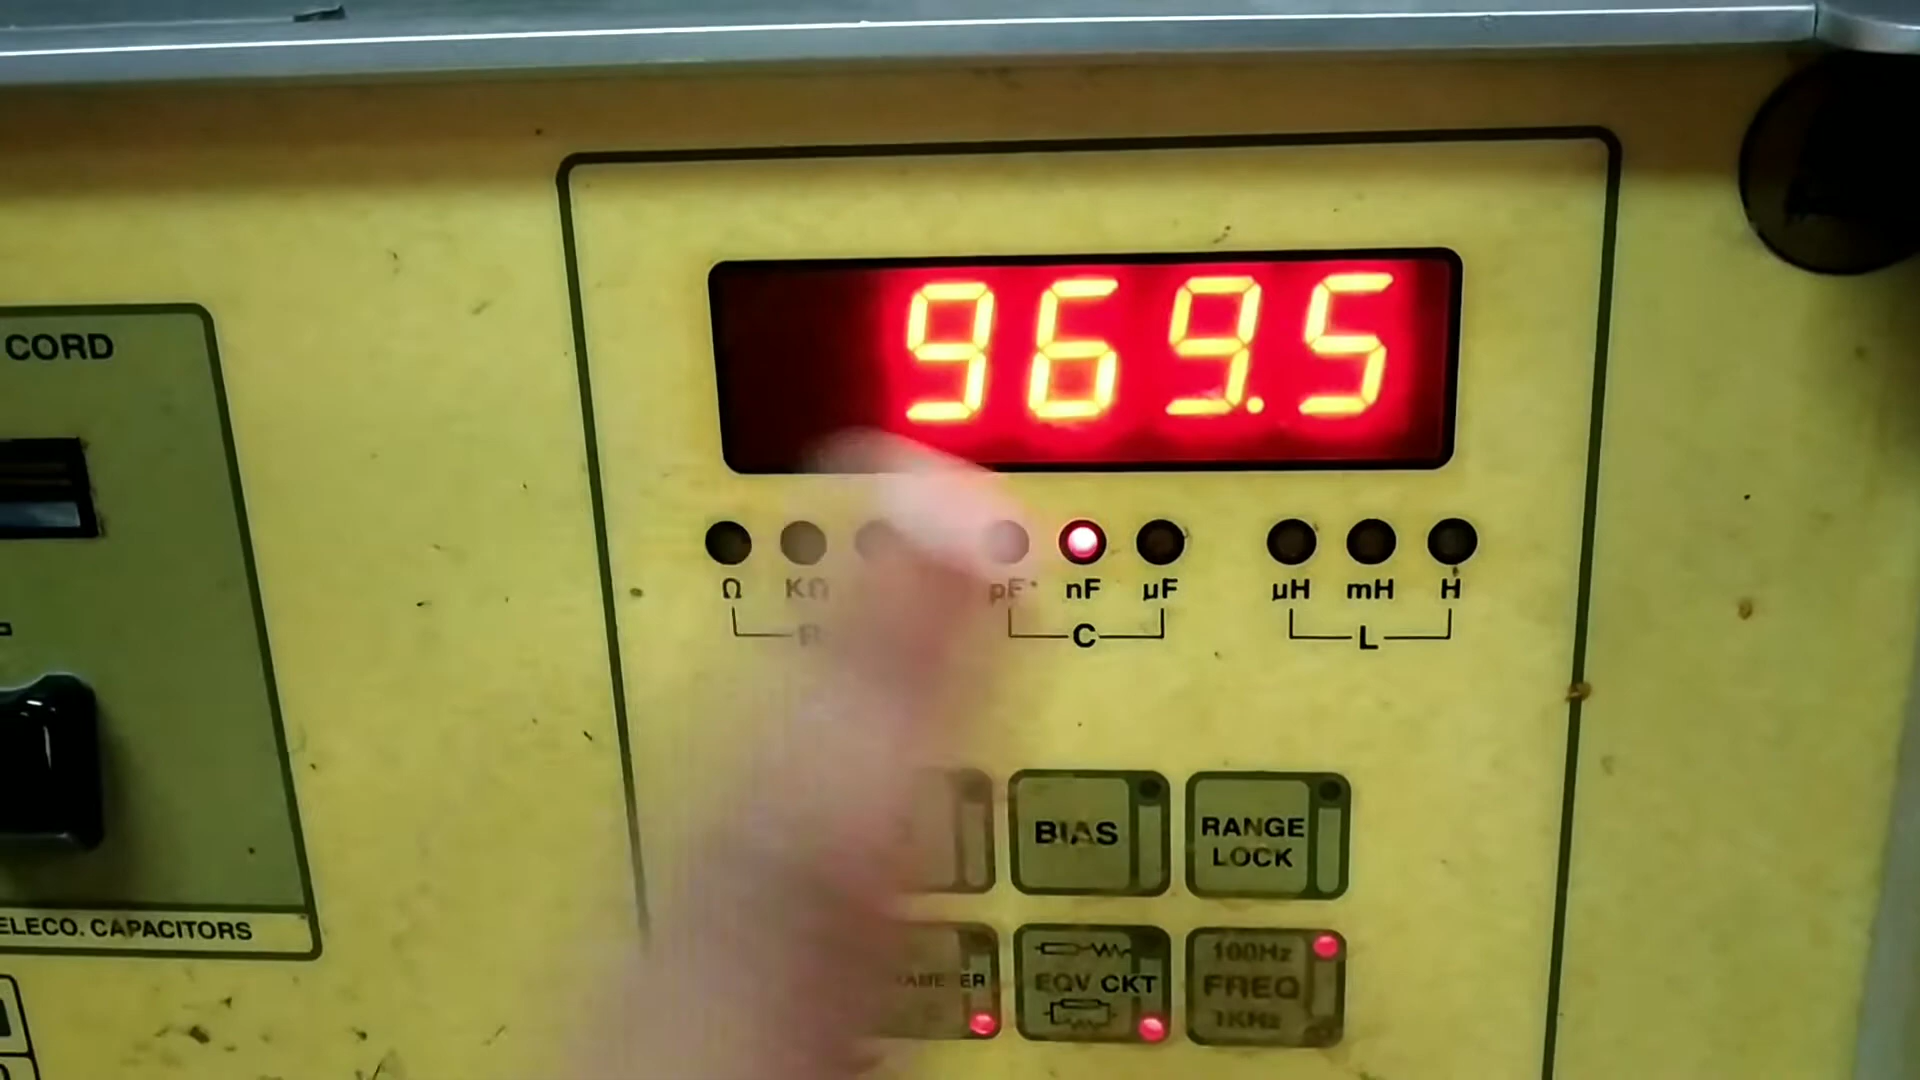 CORD
969.5
Ω KΩ pF nF µF µH mH H
C L
BIAS
RANGE
LOCK
ELECO. CAPACITORS
EQV CKT
100Hz
FREQ
1KHz